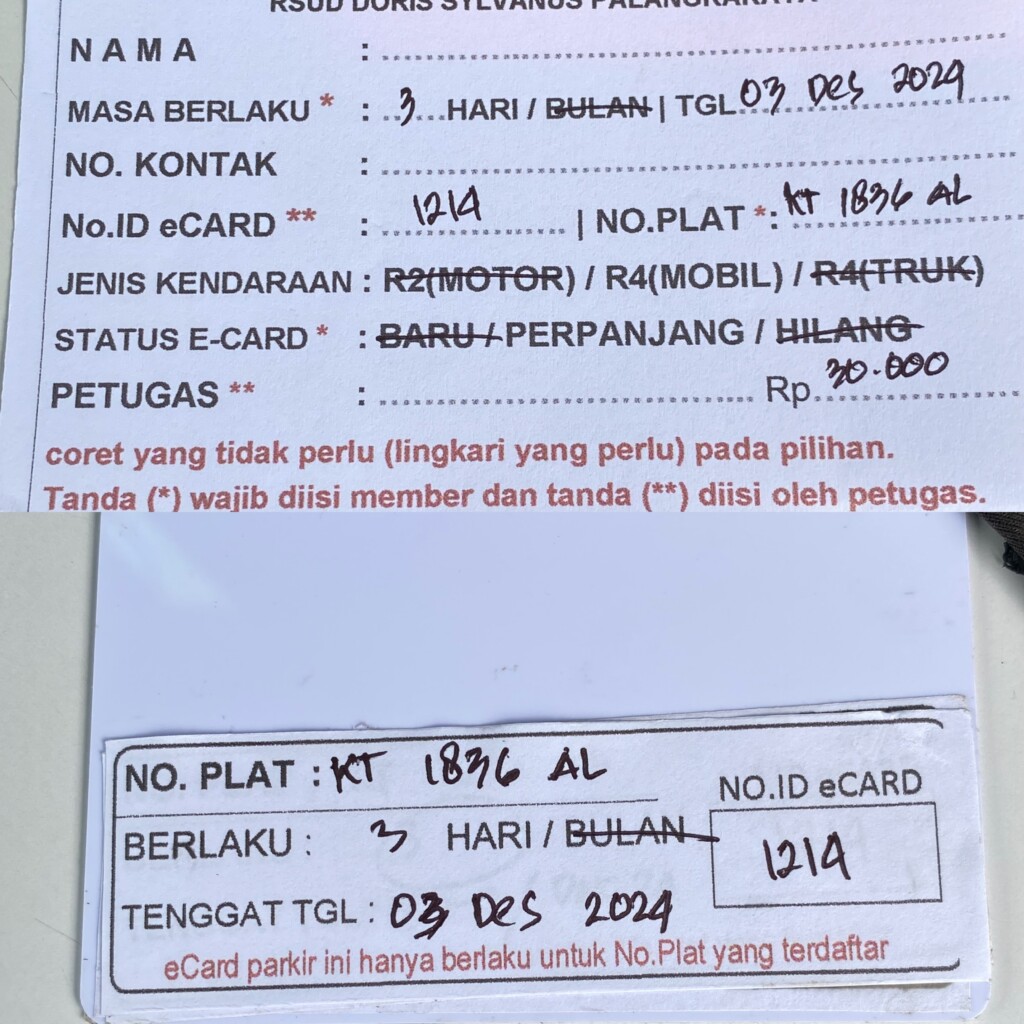 RSUD DORIS SYLVANUS PALANGKARAYA
NAMA :
MASA BERLAKU * : 3 HARI / BULAN | TGL 03 Des 2024
NO. KONTAK :
No.ID eCARD ** : 1214 | NO.PLAT *: KT 1836 AL
JENIS KENDARAAN : R2(MOTOR) / R4(MOBIL) / R4(TRUK)
STATUS E-CARD * : BARU / PERPANJANG / HILANG
PETUGAS ** : Rp. 30.000
coret yang tidak perlu (lingkari yang perlu) pada pilihan.
Tanda (*) wajib diisi member dan tanda (**) diisi oleh petugas.
NO. PLAT : KT 1836 AL
NO.ID eCARD
BERLAKU : 3 HARI / BULAN
1214
TENGGAT TGL : 03 Des 2024
eCard parkir ini hanya berlaku untuk No.Plat yang terdaftar